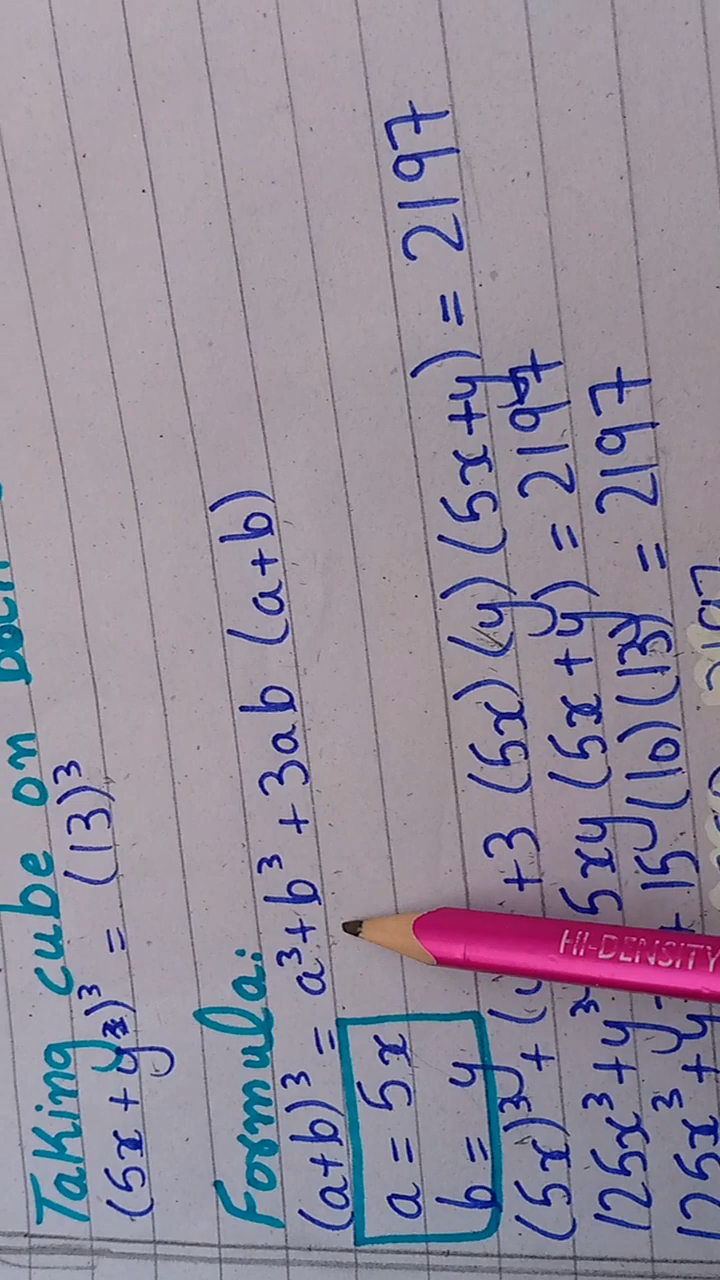 Taking cube on
(5x + y)³ = (13)³
Formula:
(a+b)³ = a³+b³+3ab (a+b)
a = 5x
b = y
(5x)³ + ( +3 (5x) (y) (5x+y) = 2197
125x³ + y³ 5xy (5x+y) = 2197
125x³ + y + 15 (16) (13) = 2197
HI-DENSITY